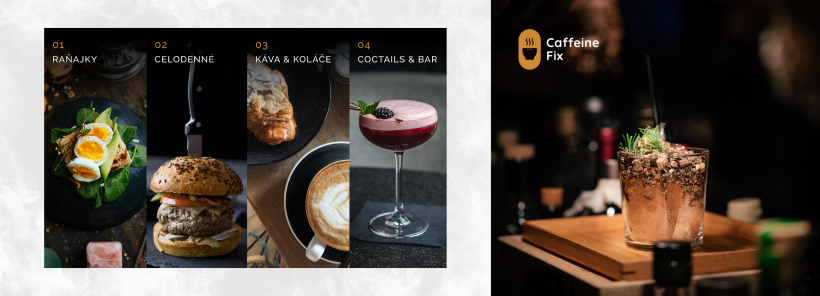 01
RAŇAJKY
02
CELODENNÉ
03
KÁVA & KOLÁČE
04
COCTAILS & BAR
Caffeine
Fix